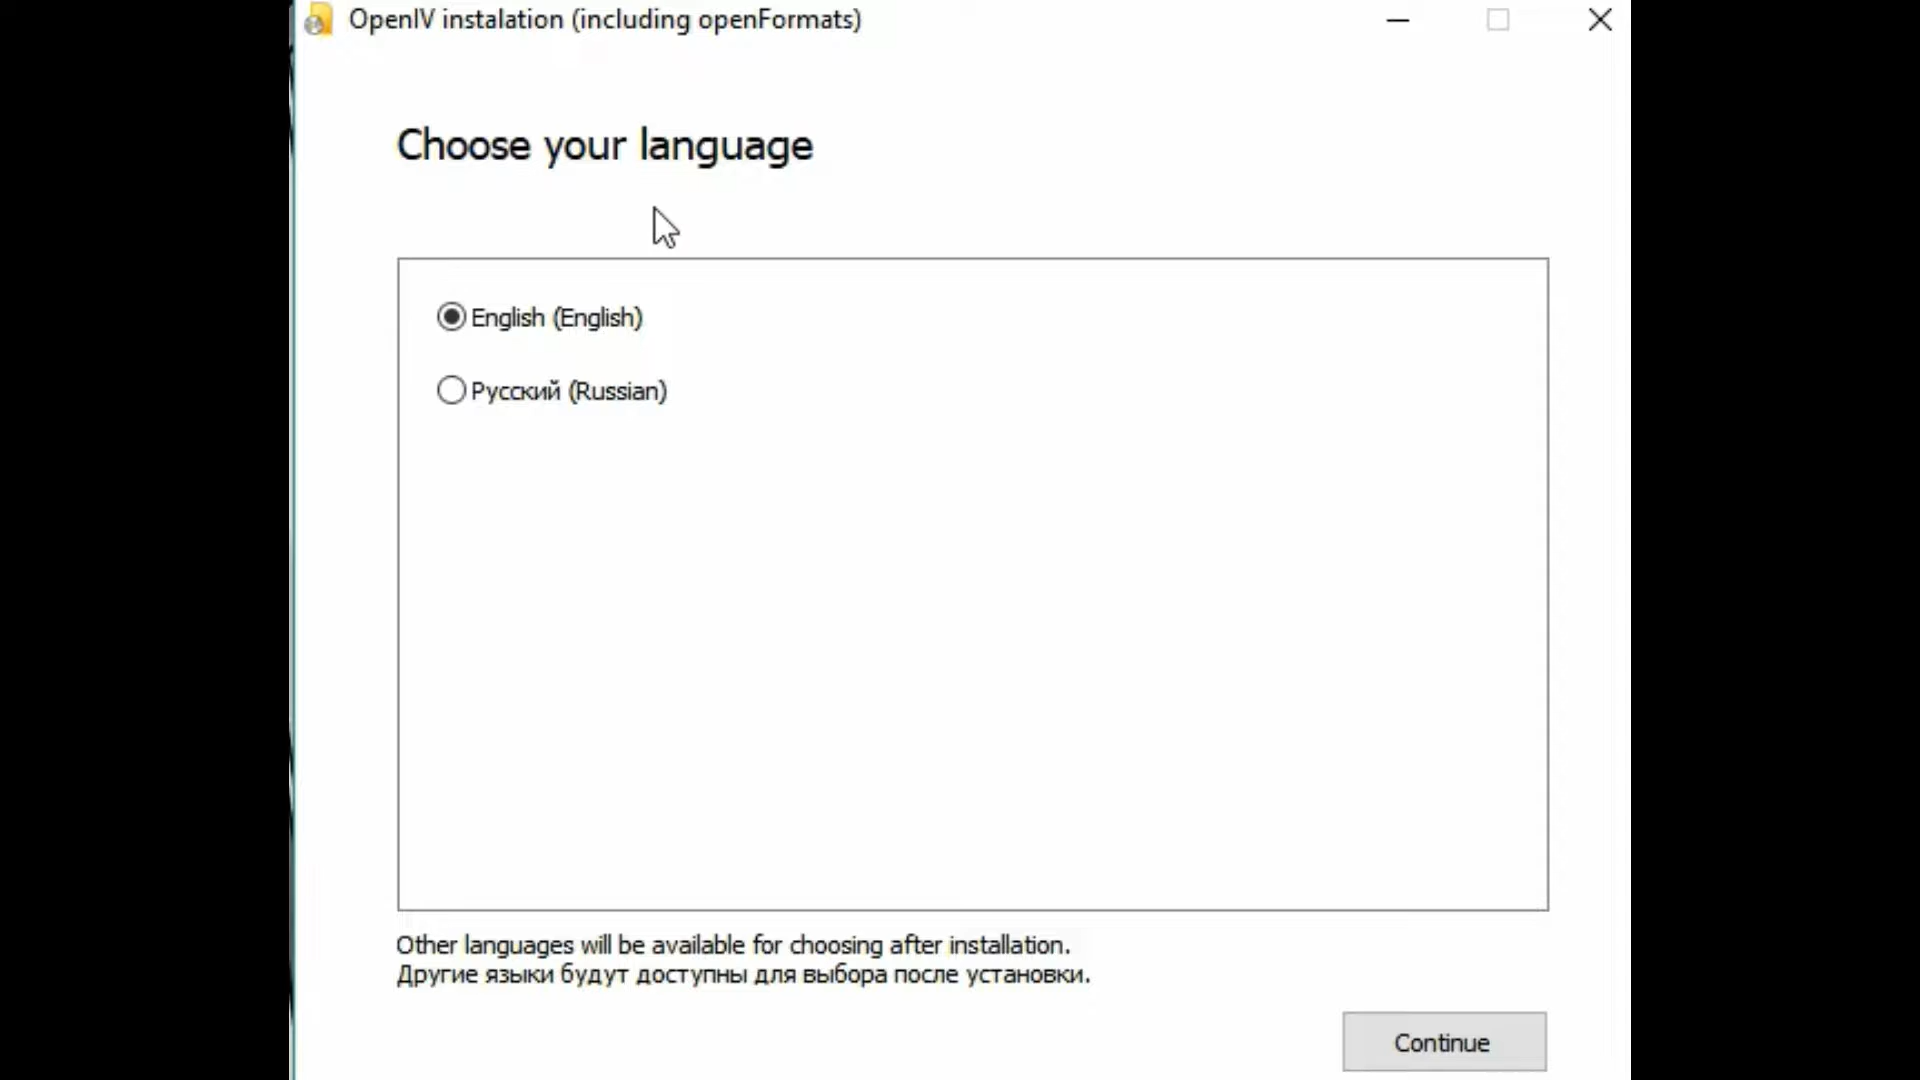 OpenIV instalation (including openFormats)
Choose your language
English (English)
Русский (Russian)
Other languages will be available for choosing after installation.
Другие языки будут доступны для выбора после установки.
Continue